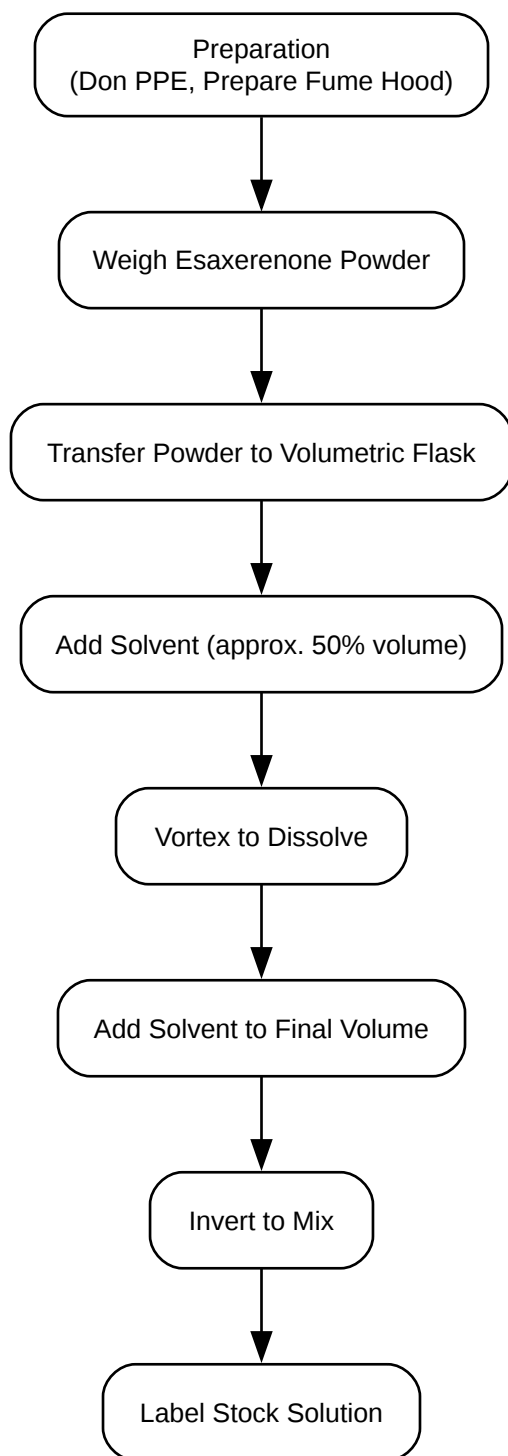 Preparation
(Don PPE, Prepare Fume Hood)
Weigh Esaxerenone Powder
Transfer Powder to Volumetric Flask
Add Solvent (approx. 50% volume)
Vortex to Dissolve
Add Solvent to Final Volume
Invert to Mix
Label Stock Solution